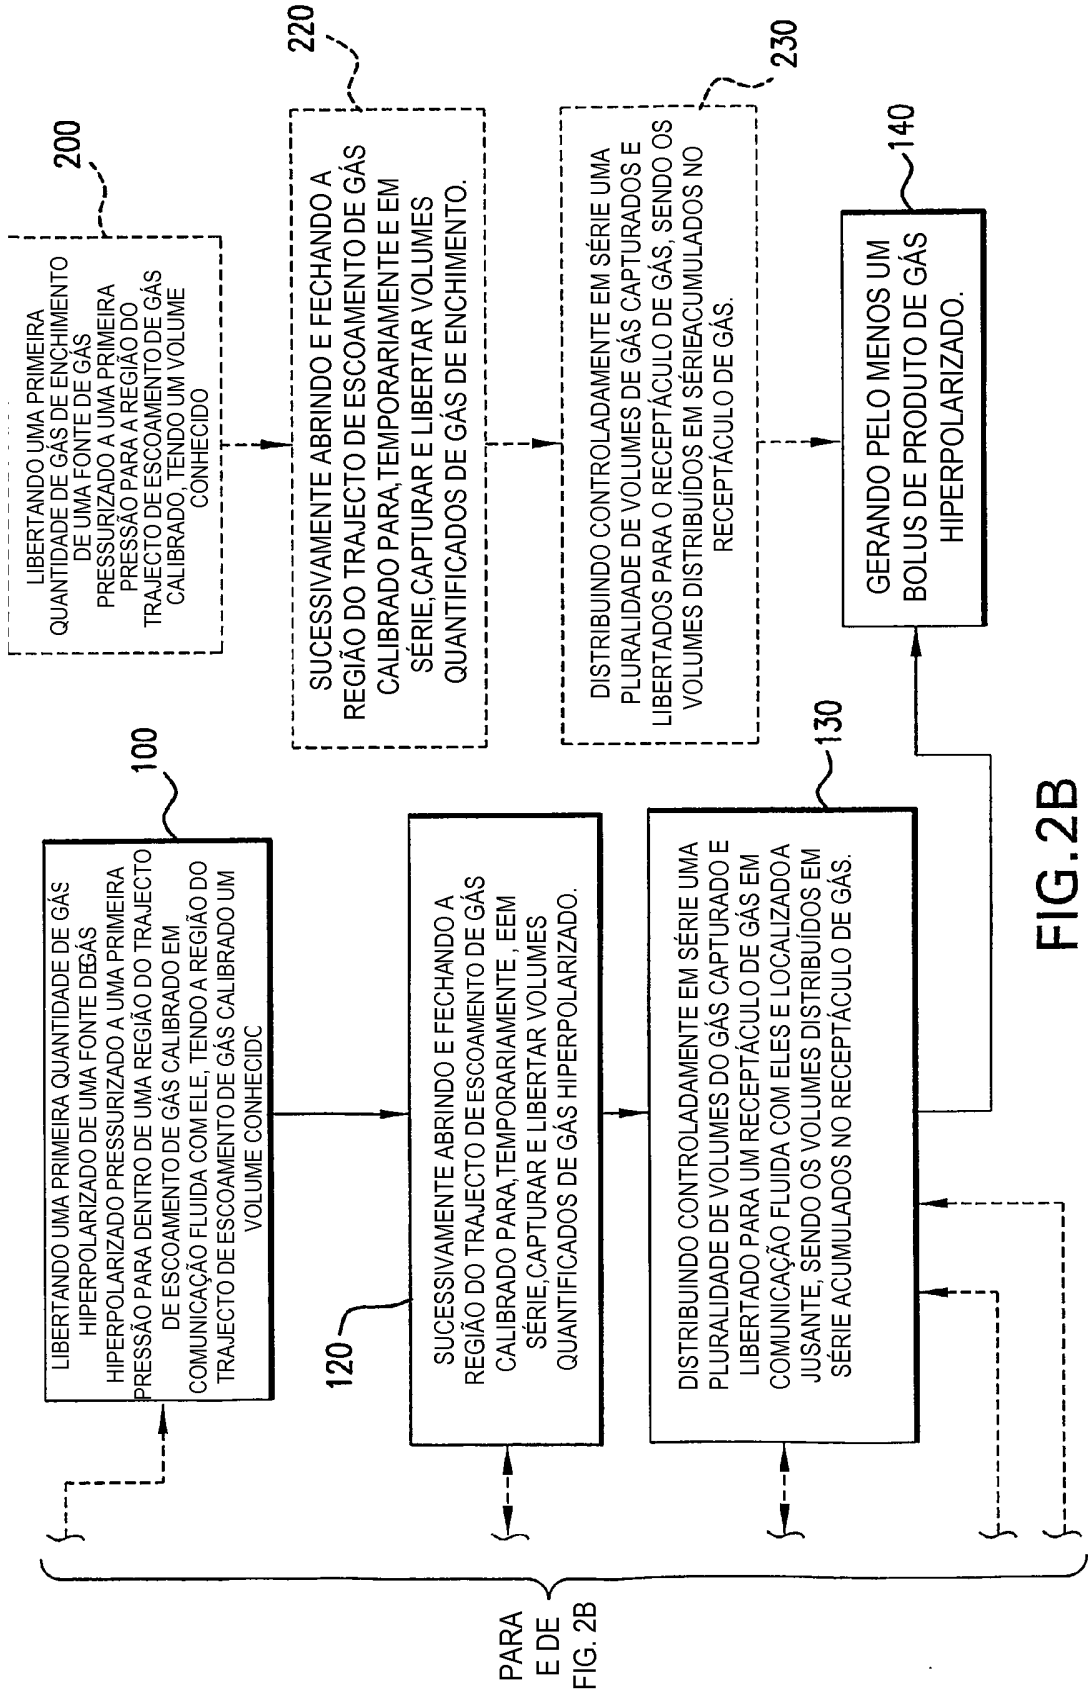 100
LIBERTANDO UMA PRIMEIRA QUANTIDADE DE GÁS
HIPERPOLARIZADO DE UMA FONTE DEGÁS
HIPERPOLARIZADO PRESSURIZADO A UMA PRIMEIRA
PRESSÃO PARA DENTRO DE UMA REGIÃO DO TRAJECTO
DE ESCOAMENTO DE GÁS CALIBRADO EM
COMUNICAÇÃO FLUIDA COM ELE, TENDO A REGIÃO DO
TRAJECTO DE ESCOAMENTO DE GÁS CALIBRADO UM
VOLUME CONHECIDC
120
SUCESSIVAMENTE ABRINDO E FECHANDO A
REGIÃO DO TRAJECTO DE ESCOAMENTO DE GÁS
CALIBRADO PARA,TEMPORARIAMENTE , EEM
SÉRIE,CAPTURAR E LIBERTAR VOLUMES
QUANTIFICADOS DE GÁS HIPERPOLARIZADO.
130
DISTRIBUINDO CONTROLADAMENTE EM SÉRIE UMA
PLURALIDADE DE VOLUMES DO GÁS CAPTURADO E
LIBERTADO PARA UM RECEPTÁCULO DE GÁS EM
COMUNICAÇÃO FLUIDA COM ELES E LOCALIZADO A
JUSANTE, SENDO OS VOLUMES DISTRIBUÍDOS EM
SÉRIE ACUMULADOS NO RECEPTÁCULO DE GÁS.
200
LIBERTANDO UMA PRIMEIRA
QUANTIDADE DE GÁS DE ENCHIMENTO
DE UMA FONTE DE GÁS
PRESSURIZADO A UMA PRIMEIRA
PRESSÃO PARA A REGIÃO DO
TRAJECTO DE ESCOAMENTO DE GÁS
CALIBRADO, TENDO UM VOLUME
CONHECIDO
220
SUCESSIVAMENTE ABRINDO E FECHANDO A
REGIÃO DO TRAJECTO DE ESCOAMENTO DE GÁS
CALIBRADO PARA,TEMPORARIAMENTE E EM
SÉRIE,CAPTURAR E LIBERTAR VOLUMES
QUANTIFICADOS DE GÁS DE ENCHIMENTO.
230
DISTRIBUINDO CONTROLADAMENTE EM SÉRIE UMA
PLURALIDADE DE VOLUMES DE GÁS CAPTURADOS E
LIBERTADOS PARA O RECEPTÁCULO DE GÁS, SENDO OS
VOLUMES DISTRIBUÍDOS EM SÉRIEACUMULADOS NO
RECEPTÁCULO DE GÁS.
140
GERANDO PELO MENOS UM
BOLUS DE PRODUTO DE GÁS
HIPERPOLARIZADO.
PARA
E DE
FIG. 2B
FIG.2B